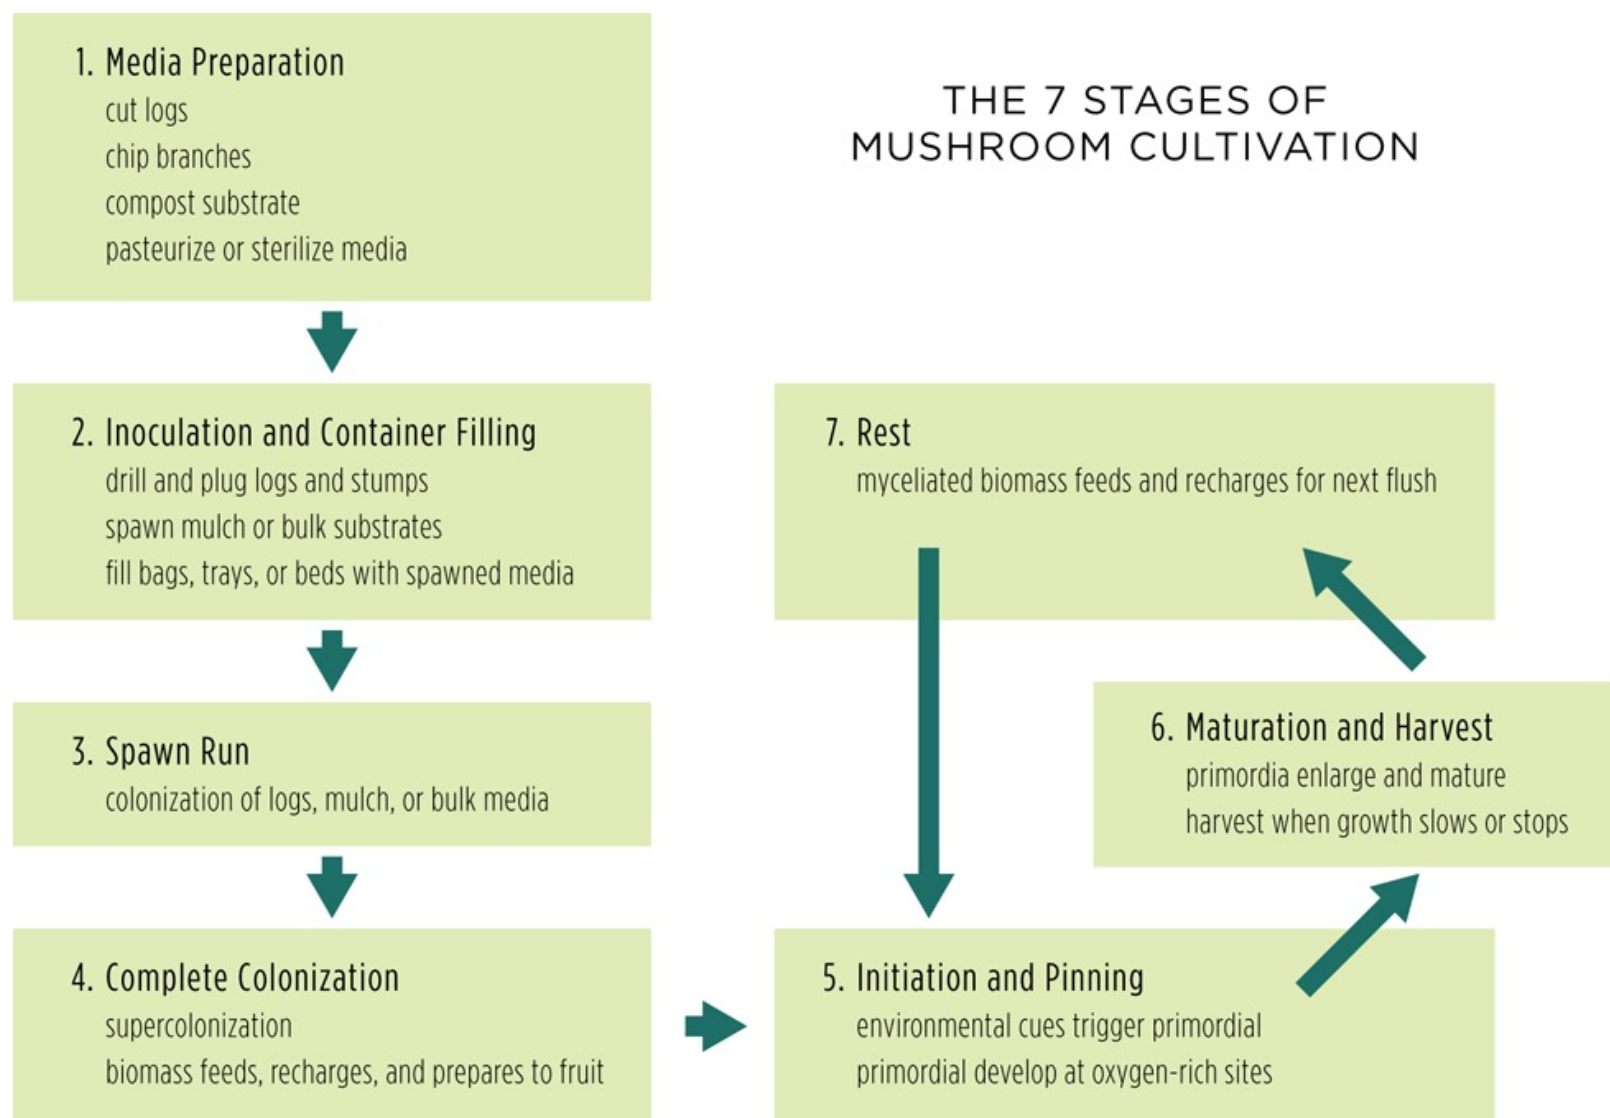 THE 7 STAGES OF
MUSHROOM CULTIVATION
1. Media Preparation
cut logs
chip branches
compost substrate
pasteurize or sterilize media
2. Inoculation and Container Filling
drill and plug logs and stumps
spawn mulch or bulk substrates
fill bags, trays, or beds with spawned media
3. Spawn Run
colonization of logs, mulch, or bulk media
4. Complete Colonization
supercolonization
biomass feeds, recharges, and prepares to fruit
5. Initiation and Pinning
environmental cues trigger primordial
primordial develop at oxygen-rich sites
6. Maturation and Harvest
primordia enlarge and mature
harvest when growth slows or stops
7. Rest
myceliated biomass feeds and recharges for next flush